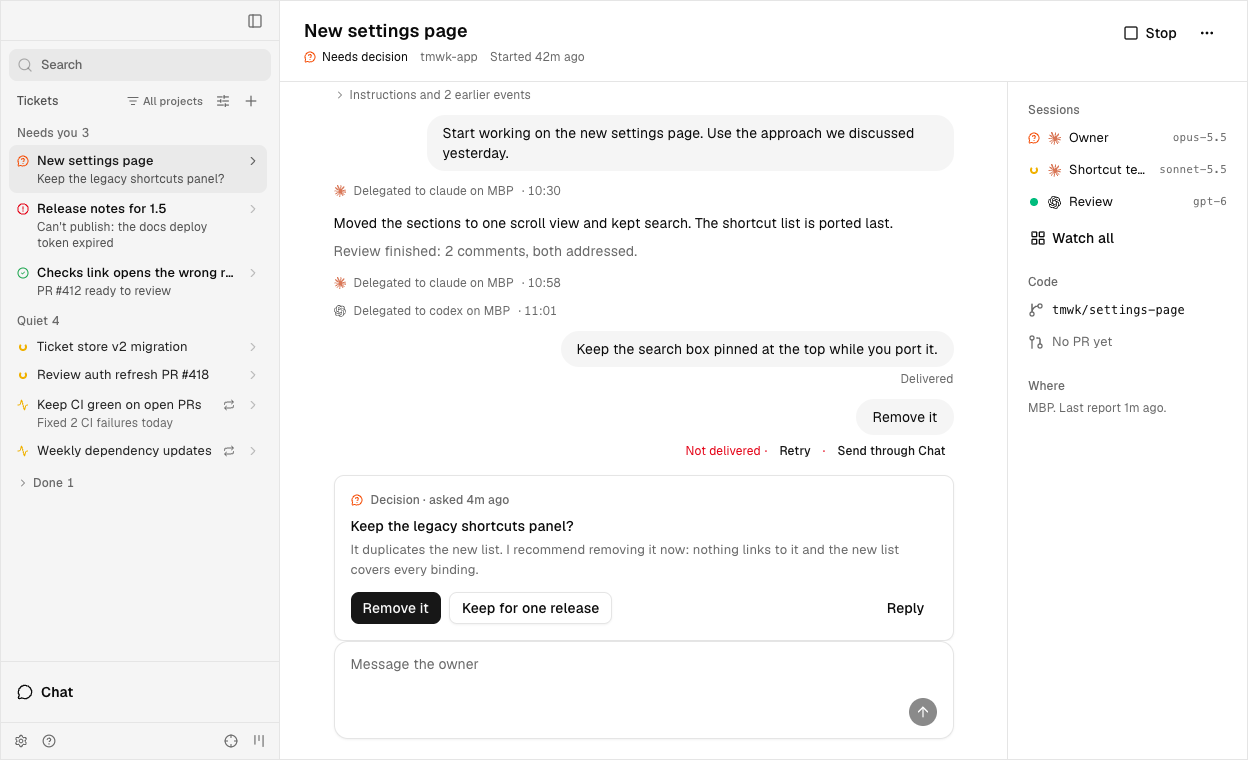 Search
Tickets
All projects
Needs you 3
New settings page
Keep the legacy shortcuts panel?
Release notes for 1.5
Can't publish: the docs deploy
token expired
Checks link opens the wrong r…
PR #412 ready to review
Quiet 4
Ticket store v2 migration
Review auth refresh PR #418
Keep CI green on open PRs
Fixed 2 CI failures today
Weekly dependency updates
Done 1
Chat
New settings page
Needs decision tmwk-app Started 42m ago
Stop
Instructions and 2 earlier events
Start working on the new settings page. Use the approach we discussed
yesterday.
Delegated to claude on MBP · 10:30
Moved the sections to one scroll view and kept search. The shortcut list is ported last.
Review finished: 2 comments, both addressed.
Delegated to claude on MBP · 10:58
Delegated to codex on MBP · 11:01
Keep the search box pinned at the top while you port it.
Delivered
Remove it
Not delivered · Retry · Send through Chat
Decision · asked 4m ago
Keep the legacy shortcuts panel?
It duplicates the new list. I recommend removing it now: nothing links to it and the new list
covers every binding.
Remove it Keep for one release Reply
Message the owner
Sessions
Owner opus-5.5
Shortcut te… sonnet-5.5
Review gpt-6
Watch all
Code
tmwk/settings-page
No PR yet
Where
MBP. Last report 1m ago.